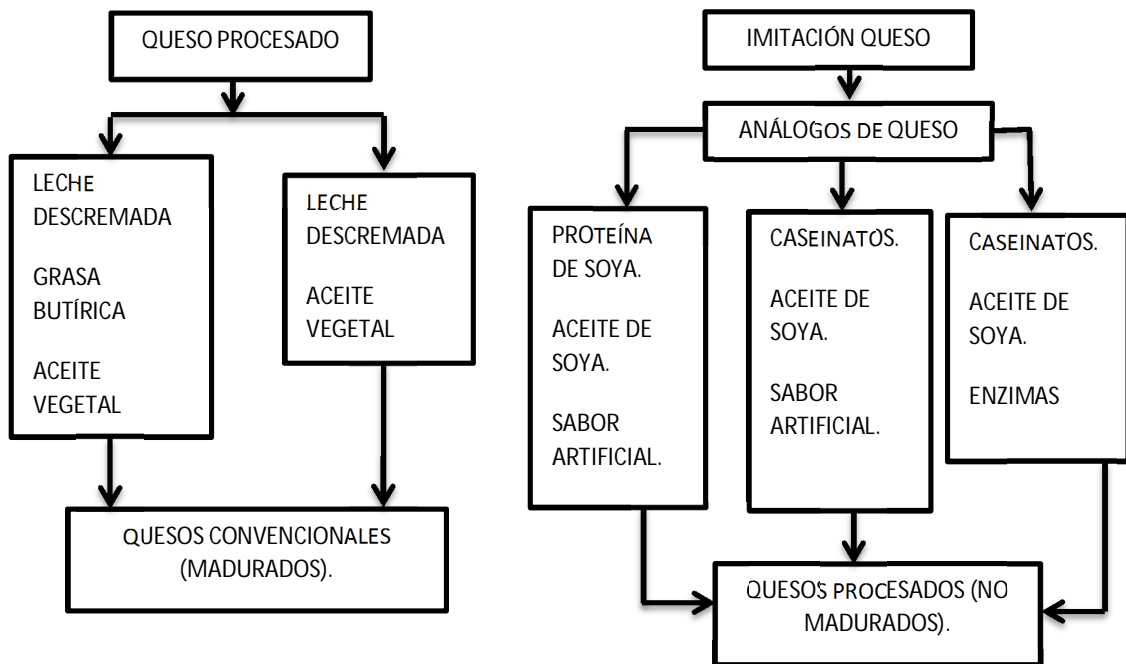 QUESO PROCESADO
LECHE
DESCREMADA
GRASA
BUTÍRICA
ACEITE
VEGETAL
LECHE
DESCREMADA
ACEITE
VEGETAL
QUESOS CONVENCIONALES
(MADURADOS).
IMITACIÓN QUESO
ANÁLOGOS DE QUESO
PROTEÍNA
DE SOYA.
ACEITE DE
SOYA.
SABOR
ARTIFICIAL.
CASEINATOS.
ACEITE DE
SOYA.
SABOR
ARTIFICIAL.
CASEINATOS.
ACEITE DE
SOYA.
ENZIMAS
QUESOS PROCESADOS (NO
MADURADOS).